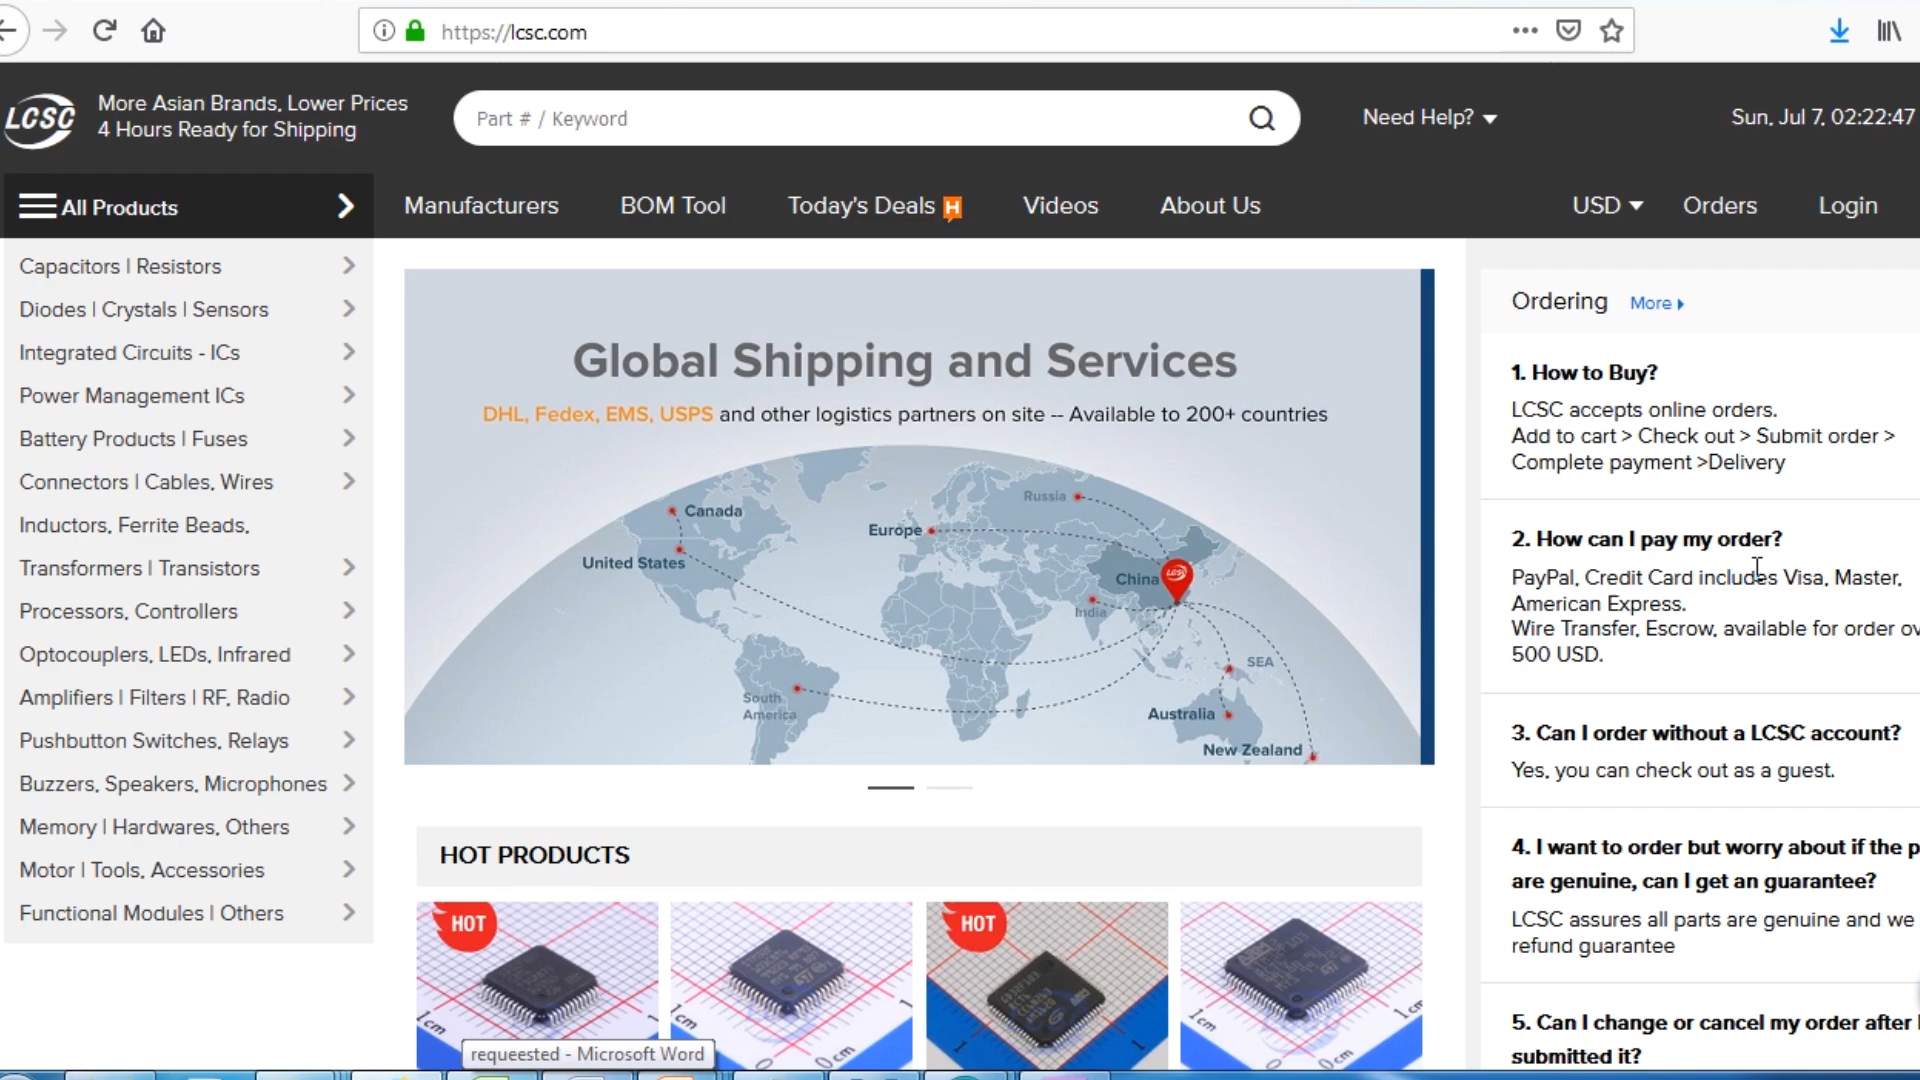 https://lcsc.com
LCSC
More Asian Brands, Lower Prices
4 Hours Ready for Shipping
Part # / Keyword
Need Help?
Sun, Jul 7, 02:22:47
All Products
Manufacturers
BOM Tool
Today's Deals H
Videos
About Us
USD
Orders
Login
Capacitors | Resistors
Diodes | Crystals | Sensors
Integrated Circuits - ICs
Power Management ICs
Battery Products | Fuses
Connectors | Cables, Wires
Inductors, Ferrite Beads,
Transformers | Transistors
Processors, Controllers
Optocouplers, LEDs, Infrared
Amplifiers | Filters | RF, Radio
Pushbutton Switches, Relays
Buzzers, Speakers, Microphones
Memory | Hardwares, Others
Motor | Tools, Accessories
Functional Modules | Others
Global Shipping and Services
DHL, Fedex, EMS, USPS and other logistics partners on site -- Available to 200+ countries
Russia
Canada
Europe
United States
China
LCSC
India
SEA
South
America
Australia
New Zealand
HOT PRODUCTS
HOT
HOT
1cm
1cm
0cm
1
1cm
0cm
requeested - Microsoft Word
Ordering More
1. How to Buy?
LCSC accepts online orders.
Add to cart > Check out > Submit order >
Complete payment >Delivery
2. How can I pay my order?
PayPal, Credit Card includes Visa, Master,
American Express.
Wire Transfer, Escrow, available for order ov
500 USD.
3. Can I order without a LCSC account?
Yes, you can check out as a guest.
4. I want to order but worry about if the p
are genuine, can I get an guarantee?
LCSC assures all parts are genuine and we
refund guarantee
5. Can I change or cancel my order after I
submitted it?